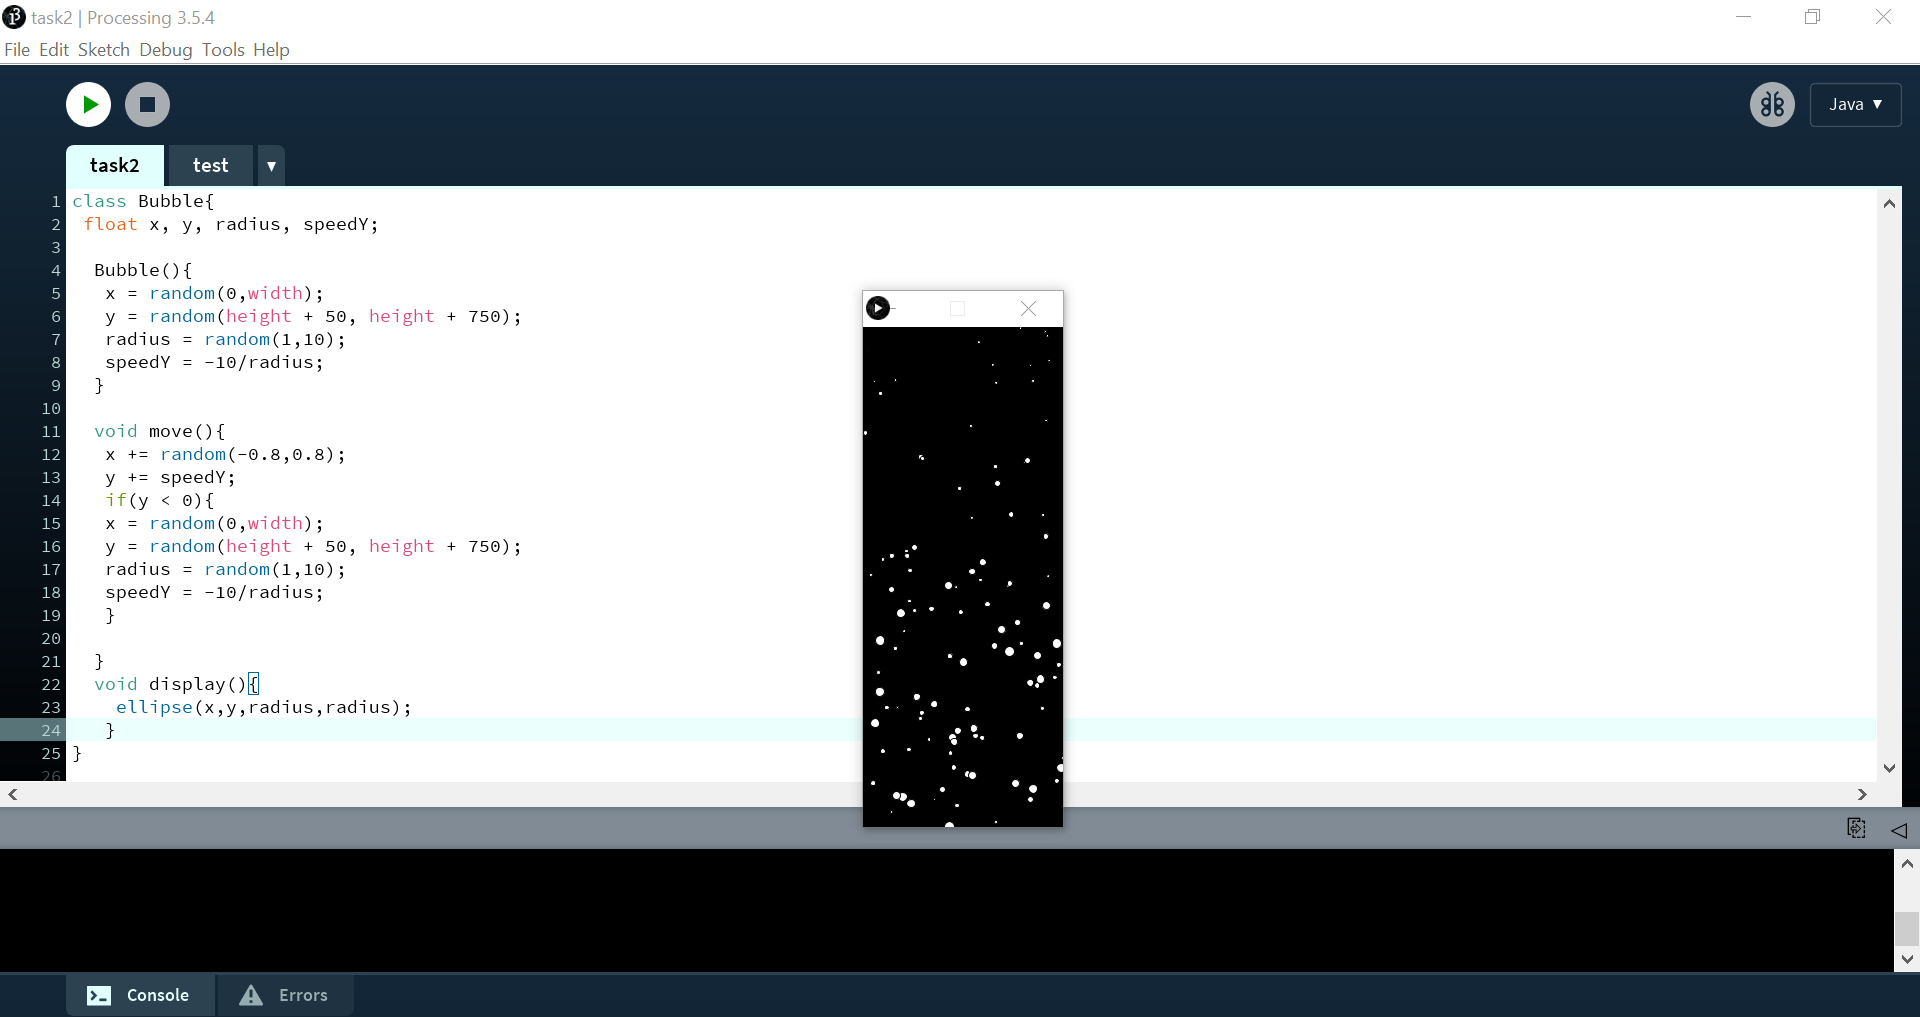 task2 | Processing 3.5.4
File Edit Sketch Debug Tools Help
Java ▼
task2 test ▼
1 class Bubble{
2 float x, y, radius, speedY;
3
4 Bubble(){
5 x = random(0,width);
6 y = random(height + 50, height + 750);
7 radius = random(1,10);
8 speedY = -10/radius;
9 }
10
11 void move(){
12 x += random(-0.8,0.8);
13 y += speedY;
14 if(y < 0){
15 x = random(0,width);
16 y = random(height + 50, height + 750);
17 radius = random(1,10);
18 speedY = -10/radius;
19 }
20
21 }
22 void display(){
23 ellipse(x,y,radius,radius);
24 }
25 }
26
Console Errors